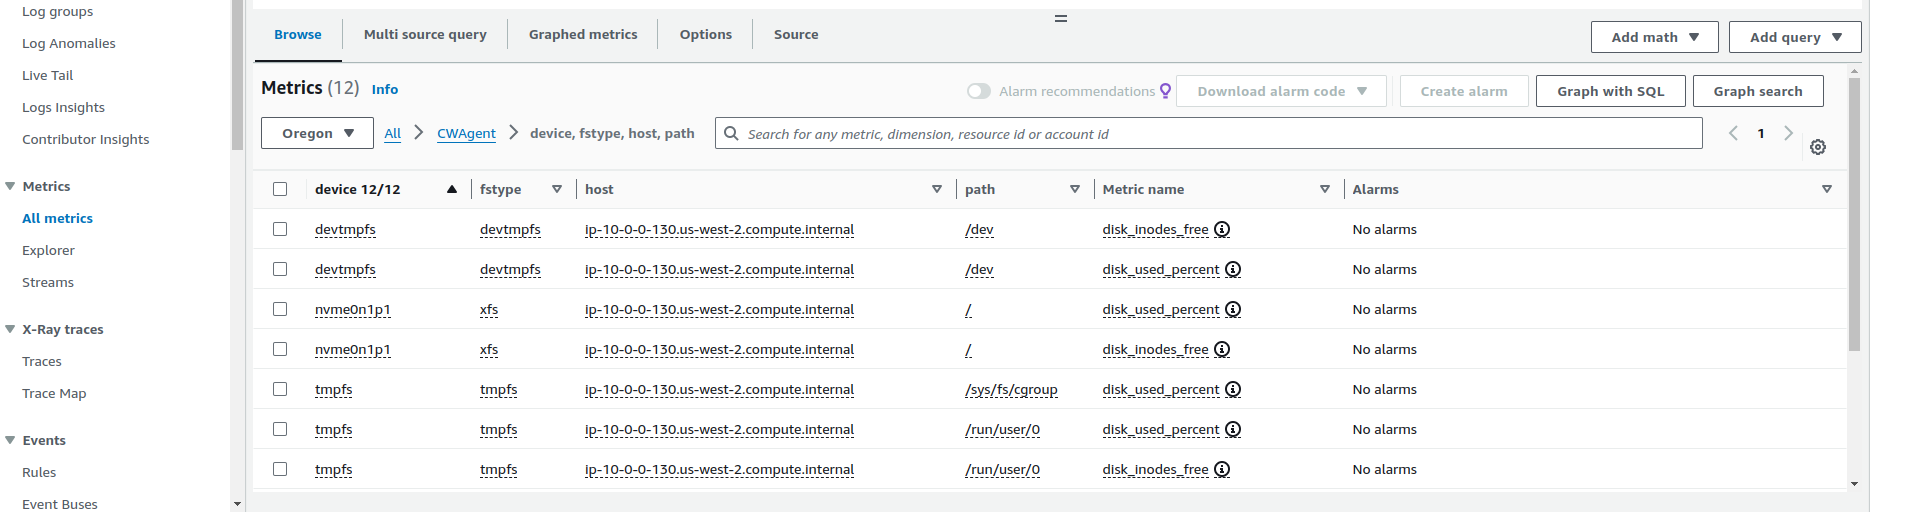 Log groups
Log Anomalies
Live Tail
Logs Insights
Contributor Insights
Metrics
All metrics
Explorer
Streams
X-Ray traces
Traces
Trace Map
Events
Rules
Event Buses
Browse Multi source query Graphed metrics Options Source Add math Add query
Metrics (12) Info Alarm recommendations Download alarm code Create alarm Graph with SQL Graph search
Oregon All CWAgent device, fstype, host, path Search for any metric, dimension, resource id or account id 1
device 12/12 fstype host path Metric name Alarms
devtmpfs devtmpfs ip-10-0-0-130.us-west-2.compute.internal /dev disk_inodes_free No alarms
devtmpfs devtmpfs ip-10-0-0-130.us-west-2.compute.internal /dev disk_used_percent No alarms
nvme0n1p1 xfs ip-10-0-0-130.us-west-2.compute.internal / disk_used_percent No alarms
nvme0n1p1 xfs ip-10-0-0-130.us-west-2.compute.internal / disk_inodes_free No alarms
tmpfs tmpfs ip-10-0-0-130.us-west-2.compute.internal /sys/fs/cgroup disk_used_percent No alarms
tmpfs tmpfs ip-10-0-0-130.us-west-2.compute.internal /run/user/0 disk_used_percent No alarms
tmpfs tmpfs ip-10-0-0-130.us-west-2.compute.internal /run/user/0 disk_inodes_free No alarms